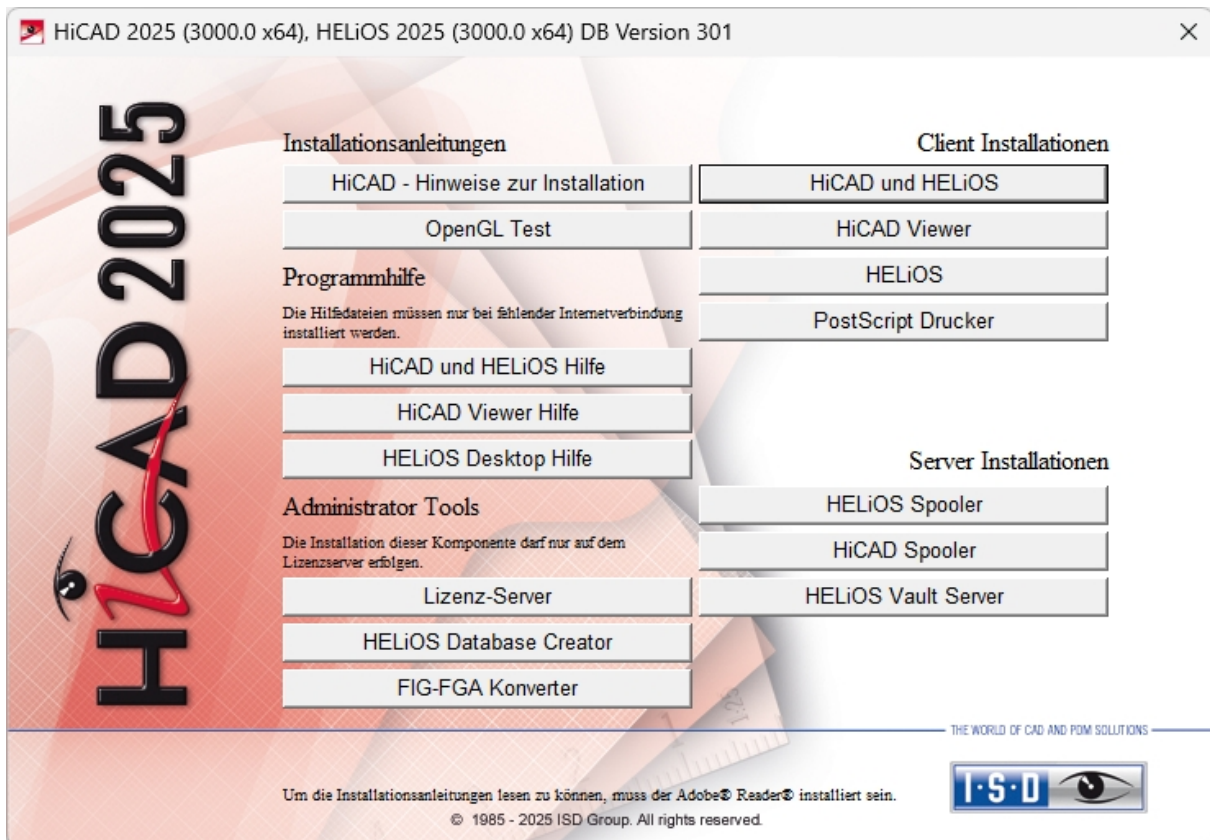 HiCAD 2025 (3000.0 x64), HELiOS 2025 (3000.0 x64) DB Version 301
HiCAD 2025
Installationsanleitungen
HiCAD - Hinweise zur Installation
OpenGL Test
Programmhilfe
Die Hilfedateien müssen nur bei fehlender Internetverbindung
installiert werden.
HiCAD und HELiOS Hilfe
HiCAD Viewer Hilfe
HELiOS Desktop Hilfe
Administrator Tools
Die Installation dieser Komponente darf nur auf dem
Lizenzserver erfolgen.
Lizenz-Server
HELiOS Database Creator
FIG-FGA Konverter
Client Installationen
HiCAD und HELiOS
HiCAD Viewer
HELiOS
PostScript Drucker
Server Installationen
HELiOS Spooler
HiCAD Spooler
HELiOS Vault Server
1:25
1
THE WORLD OF CAD AND PDM SOLUTIONS
I·S·D
Um die Installationsanleitungen lesen zu können, muss der Adobe® Reader® installiert sein.
© 1985 - 2025 ISD Group. All rights reserved.